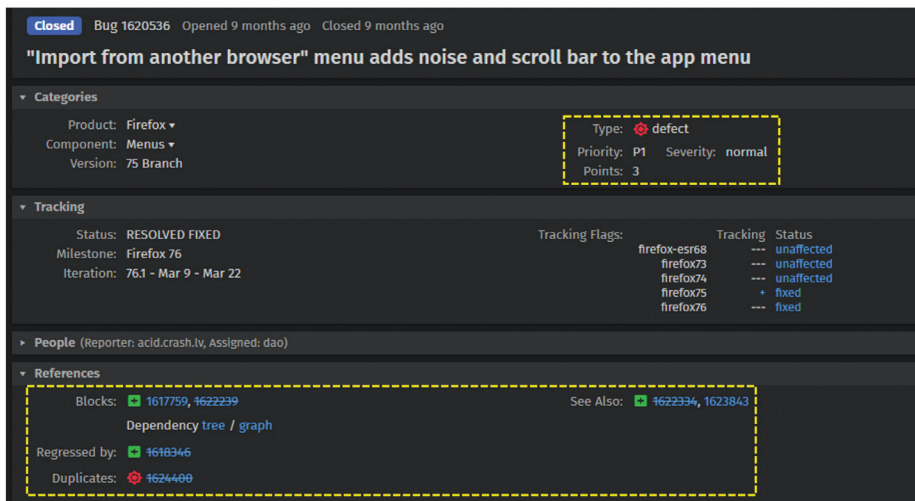 Closed Bug 1620536 Opened 9 months ago Closed 9 months ago
"Import from another browser" menu adds noise and scroll bar to the app menu
Categories
Product: Firefox
Component: Menus
Version: 75 Branch
Type: defect
Priority: P1 Severity: normal
Points: 3
Tracking
Status: RESOLVED FIXED
Milestone: Firefox 76
Iteration: 76.1 - Mar 9 - Mar 22
Tracking Flags: Tracking Status
firefox-esr68 --- unaffected
firefox73 --- unaffected
firefox74 --- unaffected
firefox75 + fixed
firefox76 --- fixed
People (Reporter: acid.crash.lv, Assigned: dao)
References
Blocks: 1617759, 1622239
Dependency tree / graph
Regressed by: 1618346
Duplicates: 1624400
See Also: 1622334, 1623843